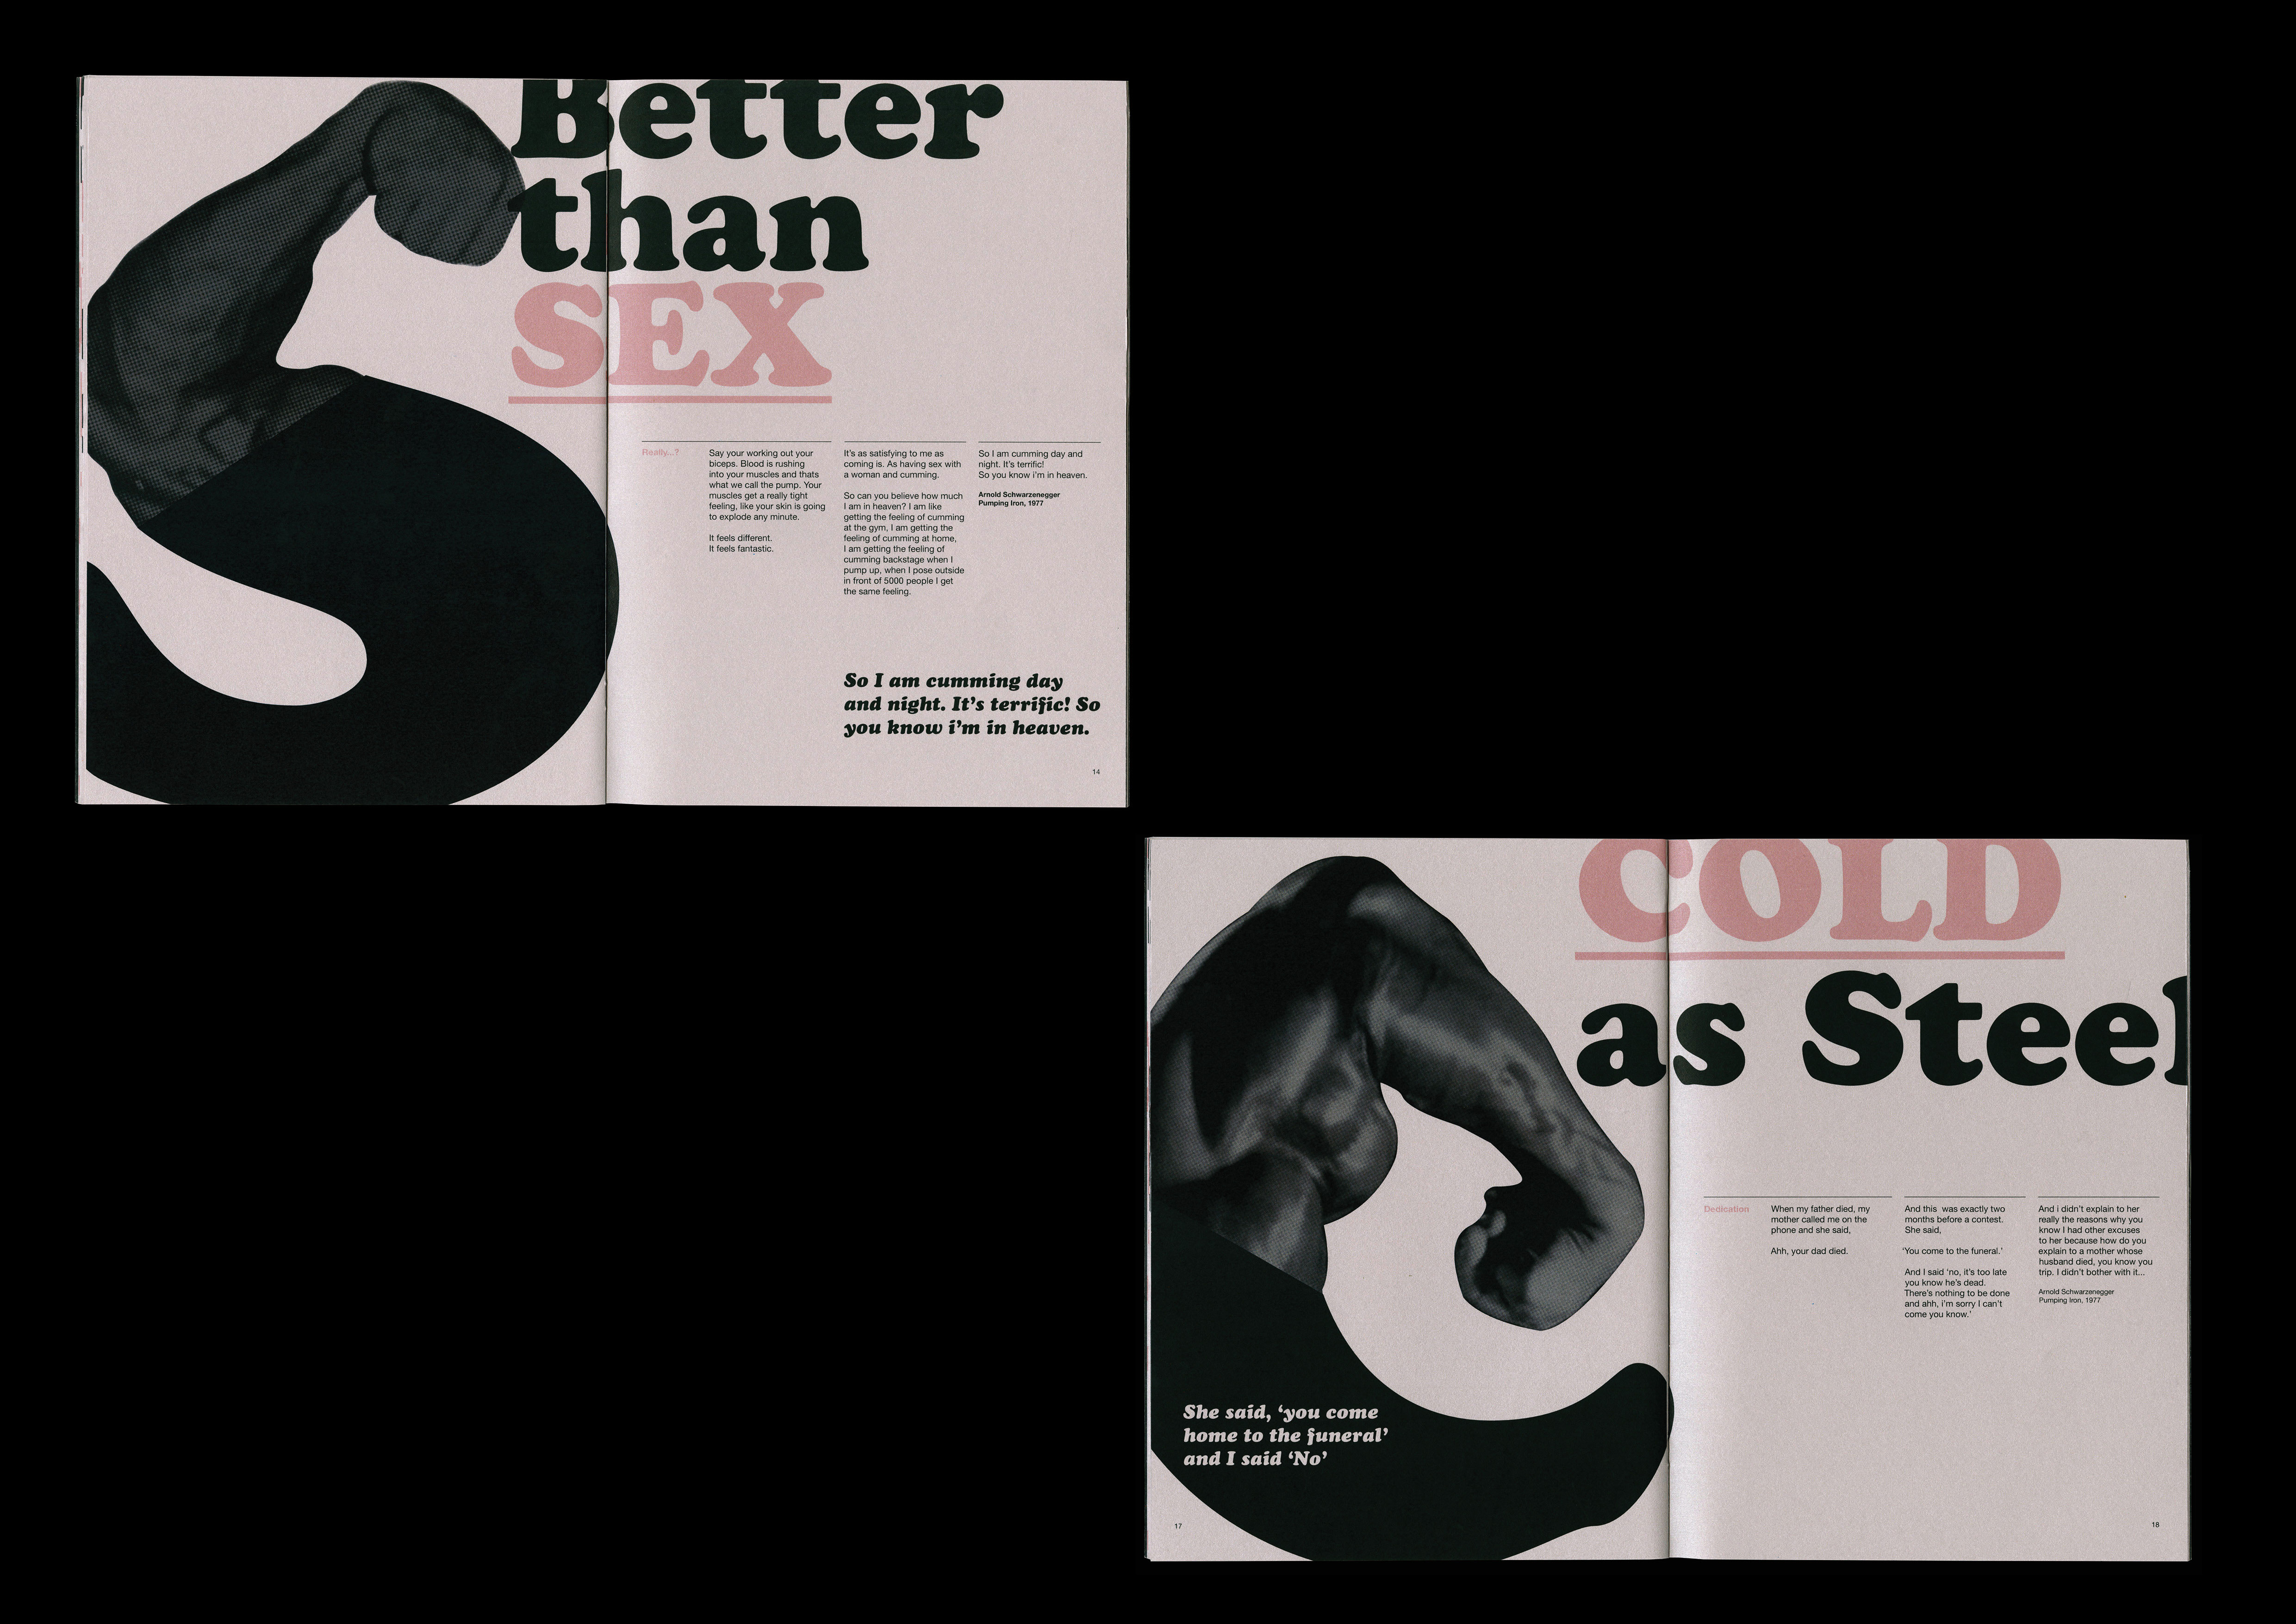 Better
than
SEX
Really...?
Say your working out your
biceps. Blood is rushing
into your muscles and thats
what we call the pump. Your
muscles get a really tight
feeling, like your skin is going
to explode any minute.
It feels different.
It feels fantastic.
It's as satisfying to me as
coming is. As having sex with
a woman and cumming.
So can you believe how much
I am in heaven? I am like
getting the feeling of cumming
at the gym, I am getting the
feeling of cumming at home,
I am getting the feeling of
cumming backstage when I
pump up, when I pose outside
in front of 5000 people I get
the same feeling.
So I am cumming day and
night. It's terrific!
So you know i'm in heaven.
Arnold Schwarzenegger
Pumping Iron, 1977
So I am cumming day
and night. It's terrific! So
you know i'm in heaven.
14
COLD
as Steel
Dedication
When my father died, my
mother called me on the
phone and she said,
Ahh, your dad died.
And this was exactly two
months before a contest.
She said,
'You come to the funeral.'
And I said 'no, it's too late
you know he's dead.
There's nothing to be done
and ahh, i'm sorry I can't
come you know.'
And i didn't explain to her
really the reasons why you
know I had other excuses
to her because how do you
explain to a mother whose
husband died, you know you
trip. I didn't bother with it...
Arnold Schwarzenegger
Pumping Iron, 1977
She said, 'you come
home to the funeral'
and I said 'No'
17
18